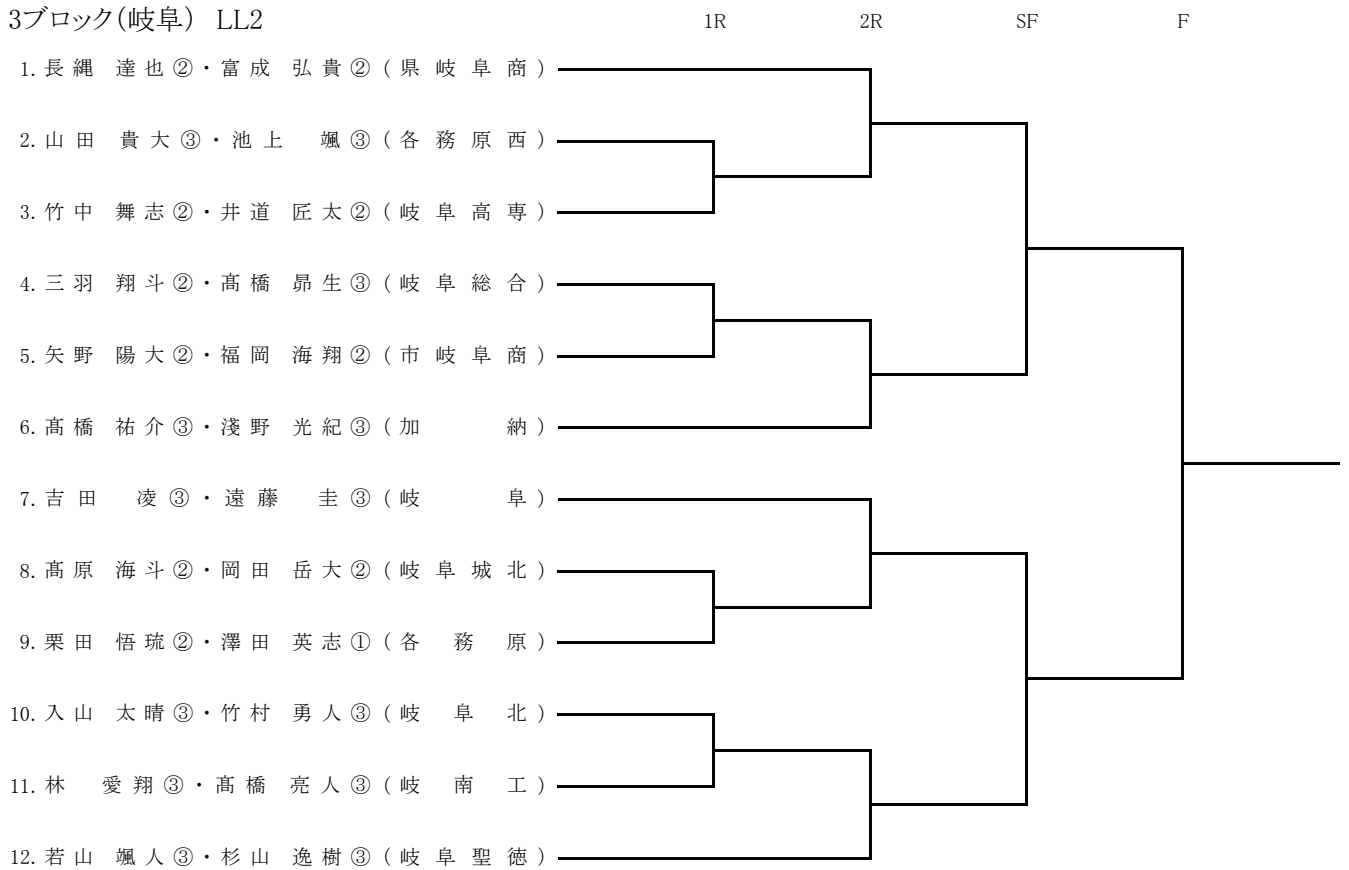 3ブロック(岐阜) LL2 1R 2R SF F
1. 長縄 達也②・富成 弘貴②(県岐阜商)
2. 山田 貴大③・池上 颯③(各務原西)
3. 竹中 舞志②・井道 匠太②(岐阜高専)
4. 三羽 翔斗②・髙橋 昴生③(岐阜総合)
5. 矢野 陽大②・福岡 海翔②(市岐阜商)
6. 髙橋 祐介③・淺野 光紀③(加納)
7. 吉田 凌③・遠藤 圭③(岐阜)
8. 髙原 海斗②・岡田 岳大②(岐阜城北)
9. 栗田 悟琉②・澤田 英志①(各務原)
10. 入山 太晴③・竹村 勇人③(岐阜北)
11. 林 愛翔③・髙橋 亮人③(岐南工)
12. 若山 颯人③・杉山 逸樹③(岐阜聖徳)